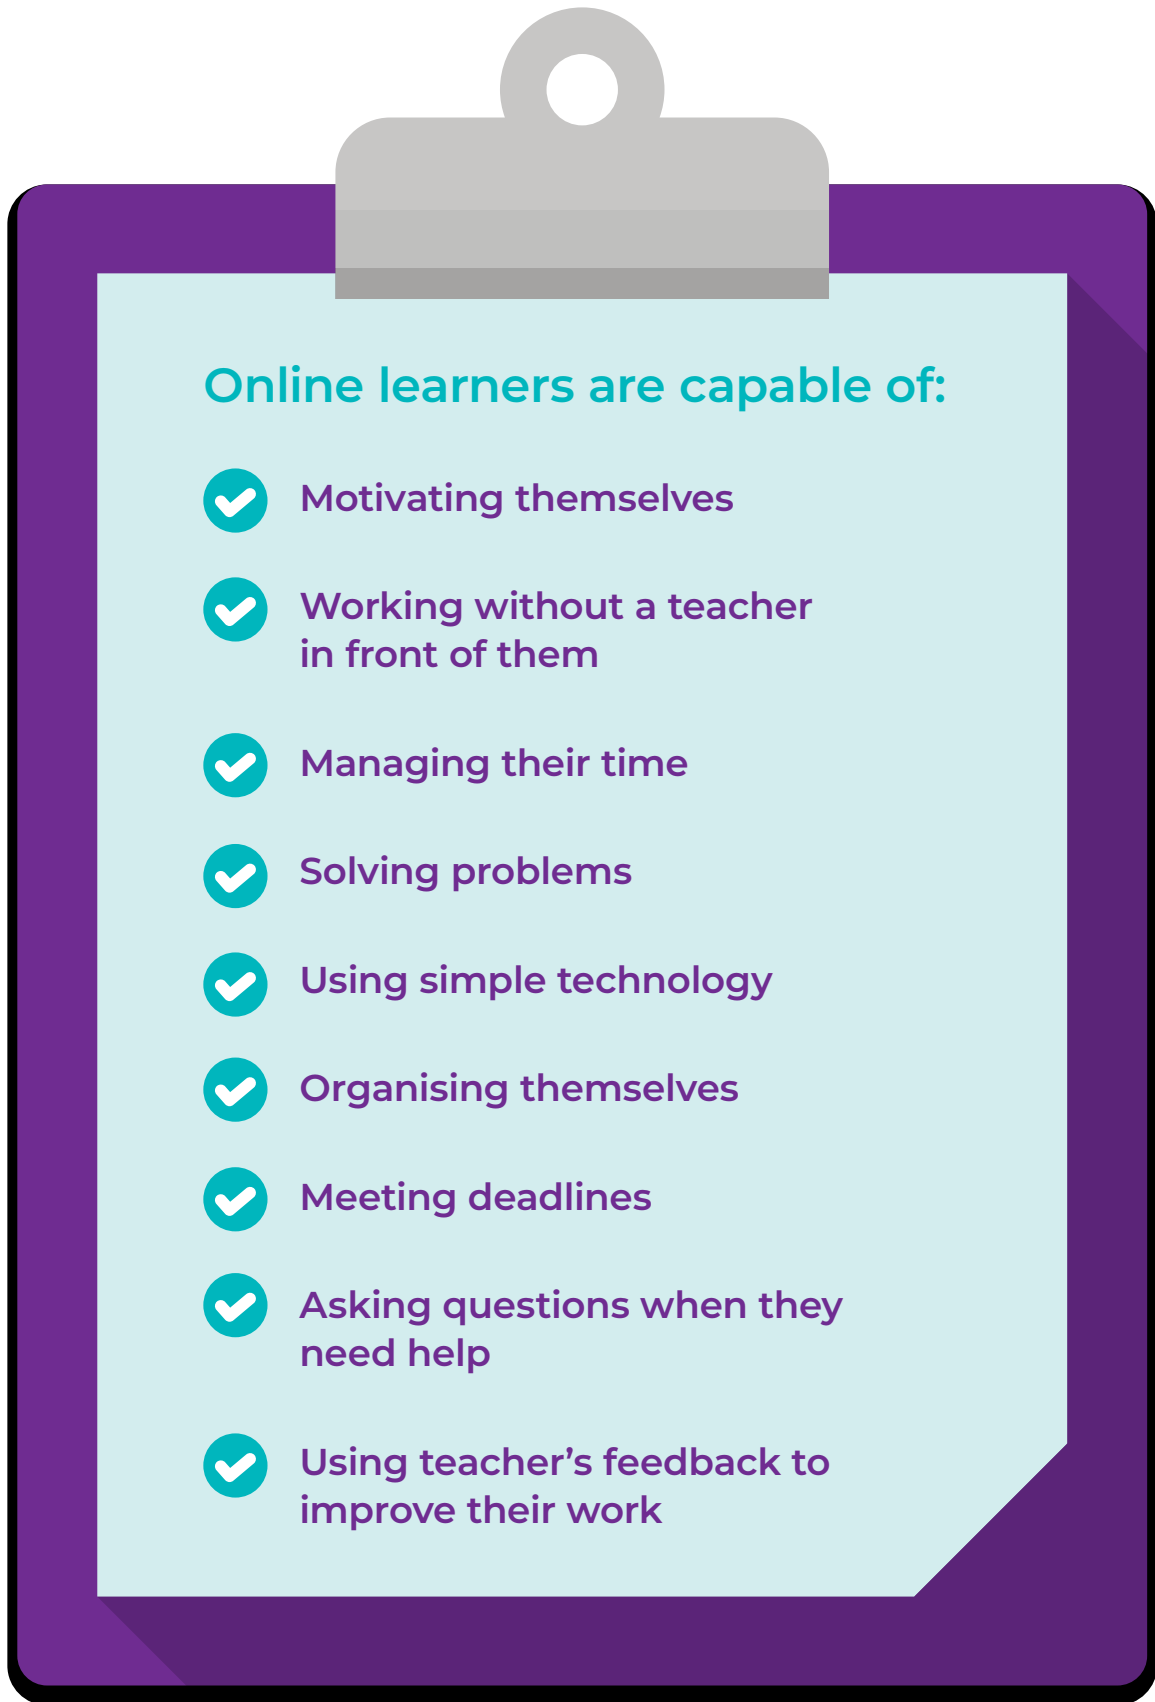 Online learners are capable of:
Motivating themselves
Working without a teacher
in front of them
Managing their time
Solving problems
Using simple technology
Organising themselves
Meeting deadlines
Asking questions when they
need help
Using teacher’s feedback to
improve their work